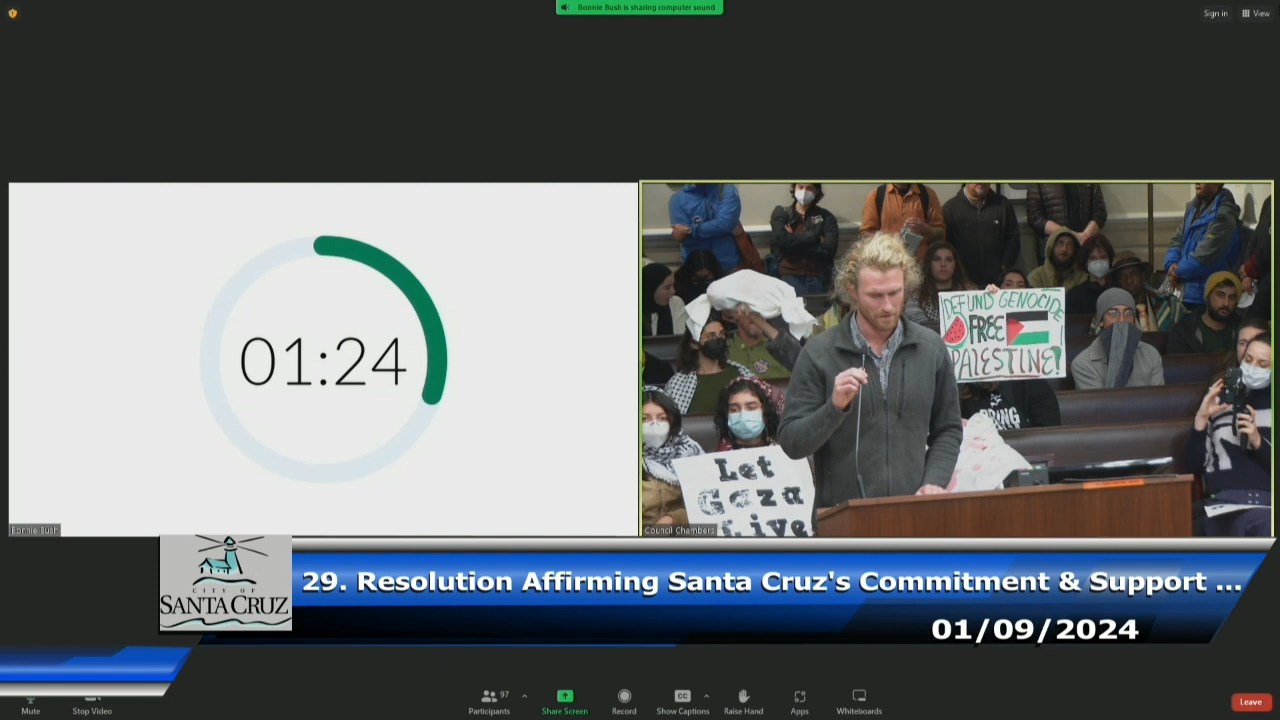 Bonnie Bush is sharing computer sound
Sign in
View
01:24
DEFUND GENOCIDE
FREE
PALESTINE!
Let
Gaza
Live
Bonnie Bush
Council Chambers
CITY OF
SANTA CRUZ
29. Resolution Affirming Santa Cruz's Commitment & Support ...
01/09/2024
Mute
Stop Video
Participants
97
Share Screen
CC
Record
Show Captions
Raise Hand
Apps
Whiteboards
Leave